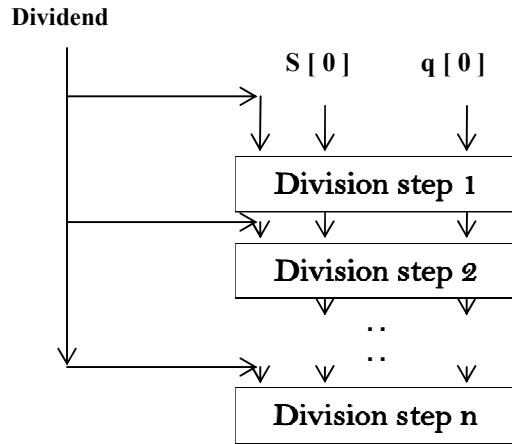 Dividend
S [ 0 ] q [ 0 ]
Division step 1
Division step 2
. .
. .
Division step n